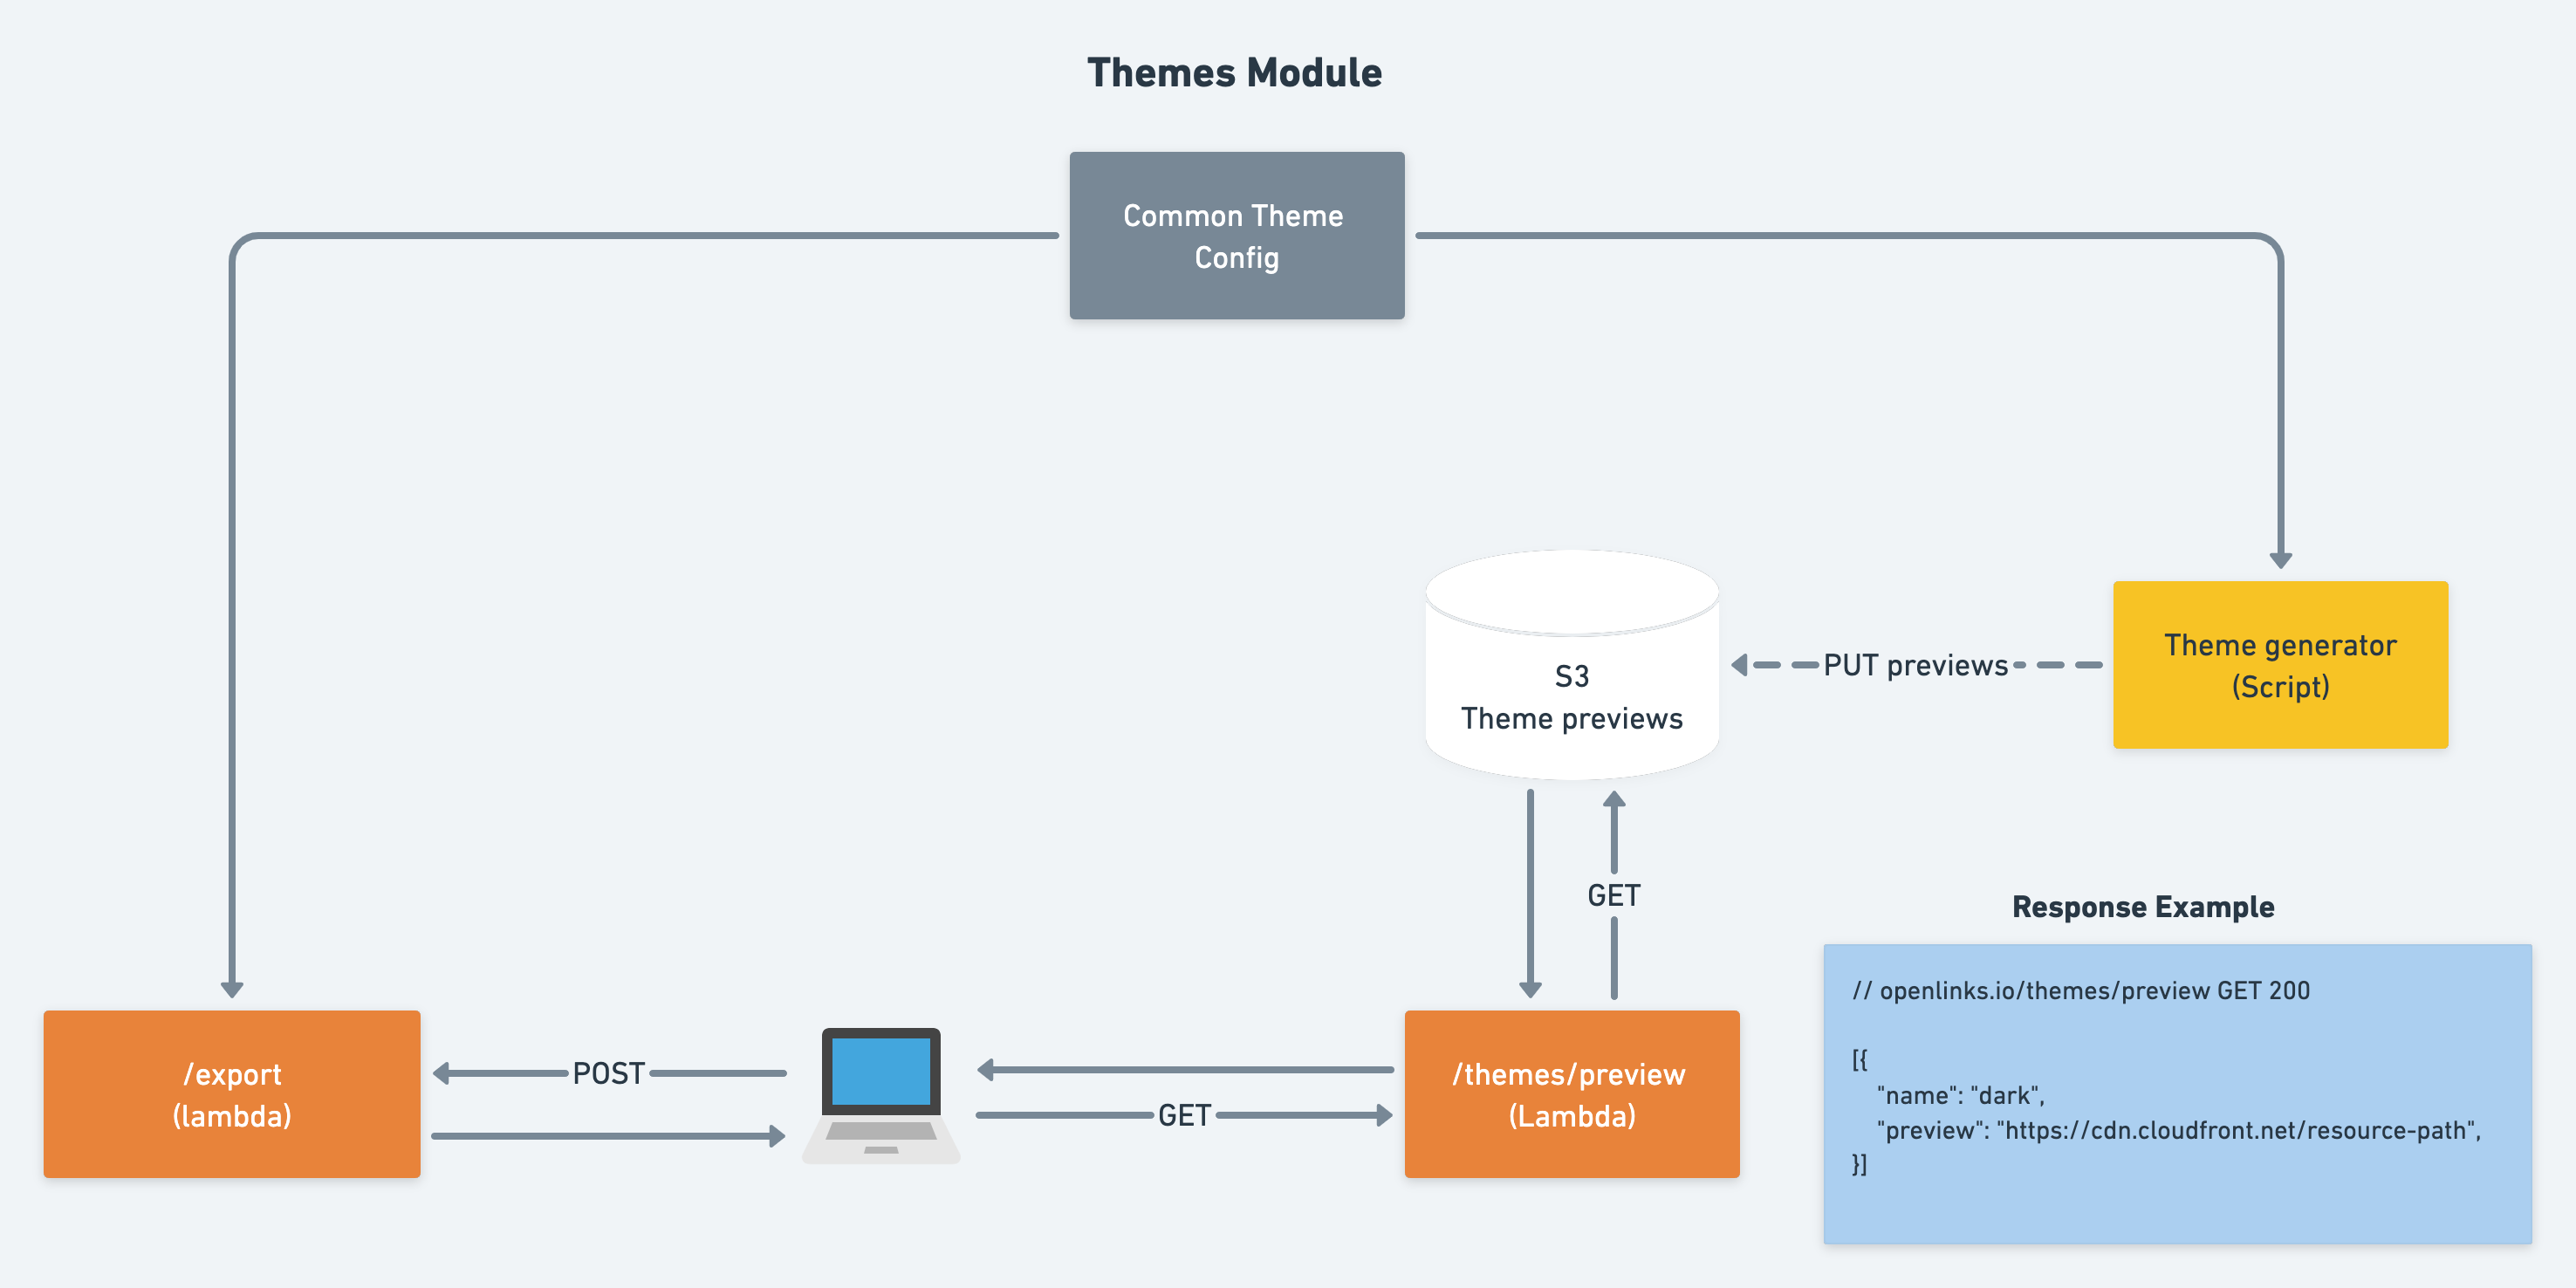 Themes Module
Common Theme
Config
S3
Theme previews
PUT previews
Theme generator
(Script)
GET
Response Example
// openlinks.io/themes/preview GET 200
[{
"name": "dark",
"preview": "https://cdn.cloudfront.net/resource-path",
}]
/export
(lambda)
POST
GET
/themes/preview
(Lambda)